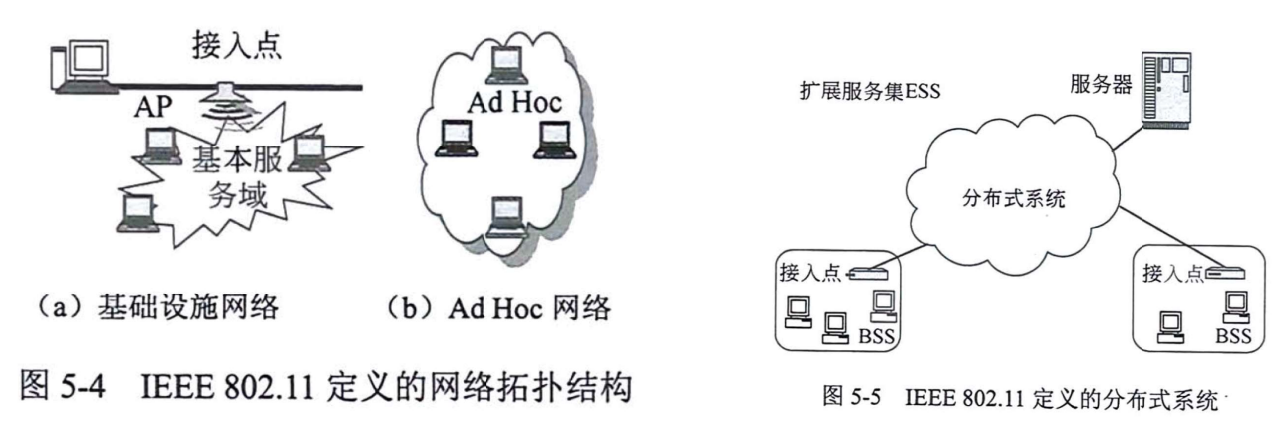 接入点
AP
基本服
务域
(a) 基础设施网络
Ad Hoc
(b) Ad Hoc 网络
图 5-4 IEEE 802.11 定义的网络拓扑结构
扩展服务集ESS
服务器
分布式系统
接入点
BSS
接入点
BSS
图 5-5 IEEE 802.11 定义的分布式系统